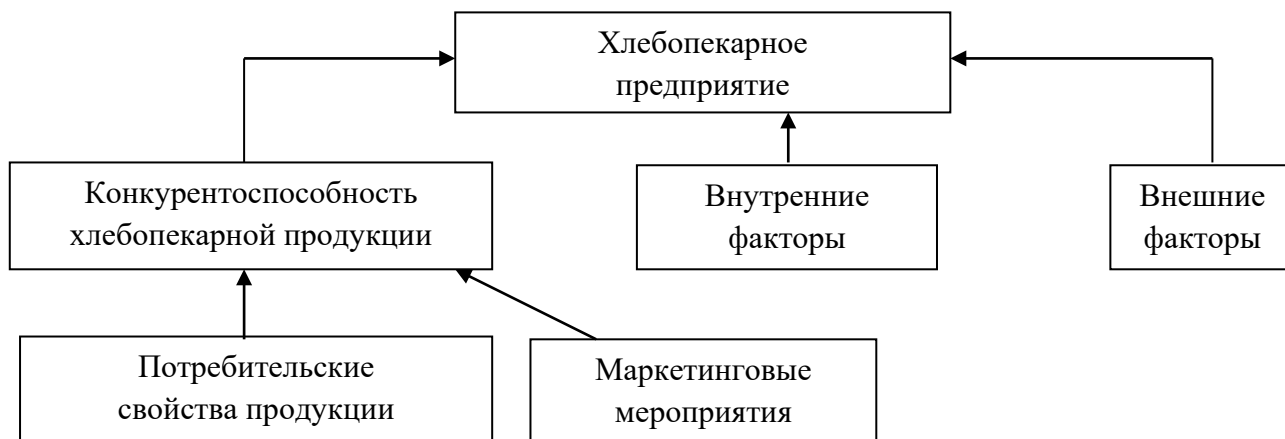 Хлебопекарное
предприятие
Конкурентоспособность
хлебопекарной продукции
Внутренние
факторы
Внешние
факторы
Потребительские
свойства продукции
Маркетинговые
мероприятия